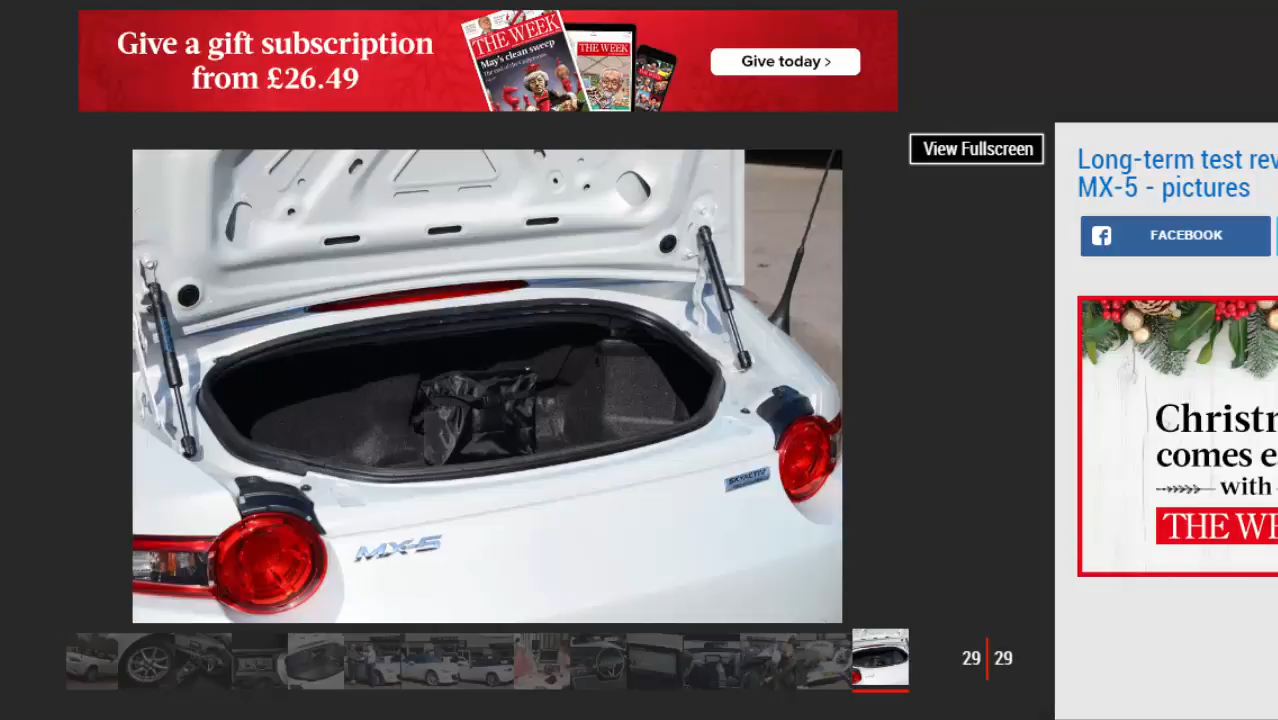 Give a gift subscription
from £26.49
THE WEEK
May's clean sweep
THE WEEK
Give today >
View Fullscreen
Long-term test rev
MX-5 - pictures
FACEBOOK
SKYACTIV
MX-5
Christm
comes e
with
THE WE
29 29